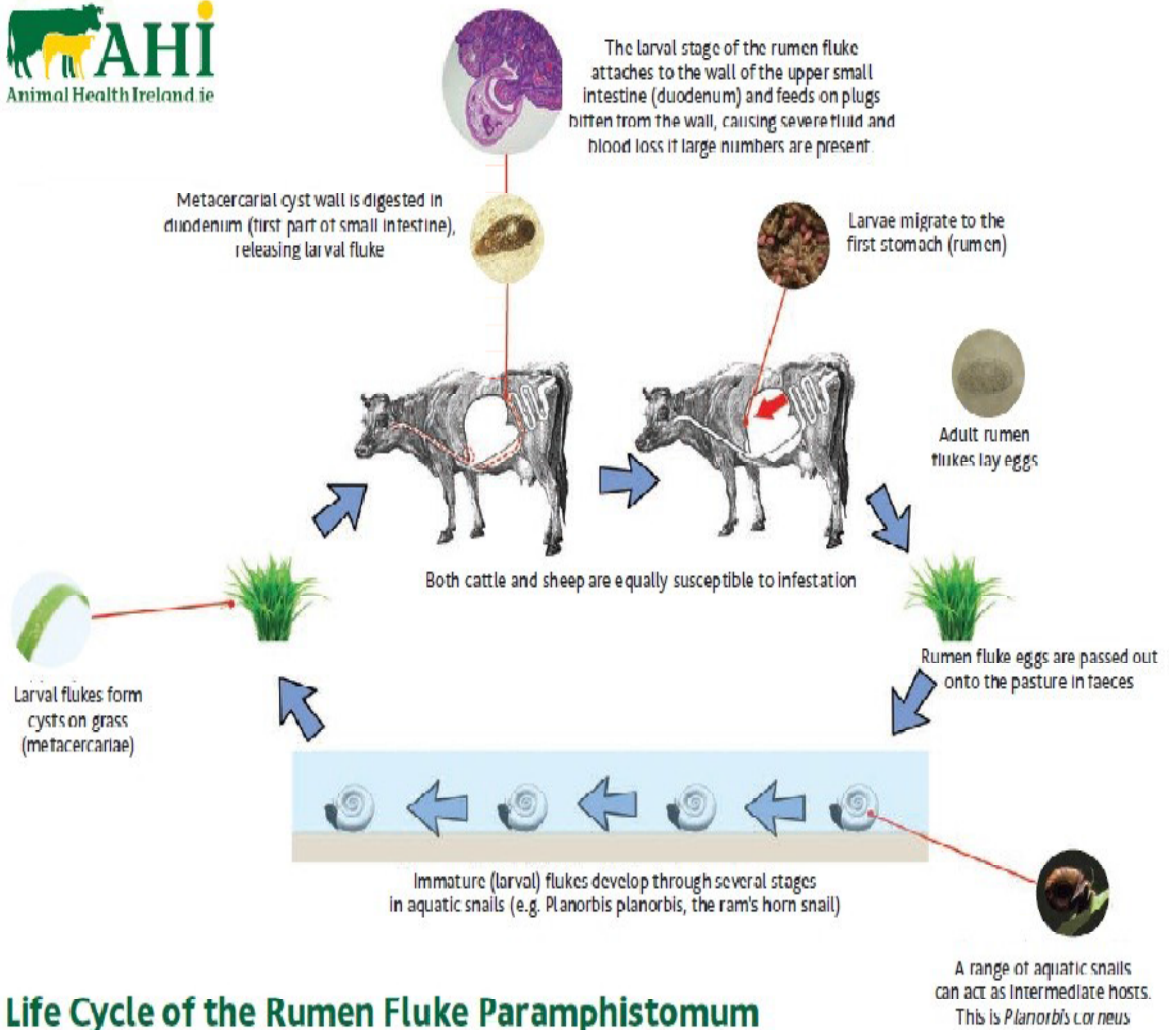 AHI
Animal Health Ireland.ie
The larval stage of the rumen fluke
attaches to the wall of the upper small
intestine (duodenum) and feeds on plugs
bitten from the wall, causing severe fluid and
blood loss if large numbers are present.
Metacercarial cyst wall is digested in
duodenum (first part of small intestine),
releasing larval fluke
Larvae migrate to the
first stomach (rumen)
Adult rumen
flukes lay eggs
Both cattle and sheep are equally susceptible to infestation
Rumen fluke eggs are passed out
onto the pasture in faeces
Larval flukes form
cysts on grass
(metacercariae)
Immature (larval) flukes develop through several stages
in aquatic snails (e.g. Planorbis planorbis, the ram's horn snail)
A range of aquatic snails
can act as intermediate hosts.
This is Planorbis corneus
Life Cycle of the Rumen Fluke Paramphistomum